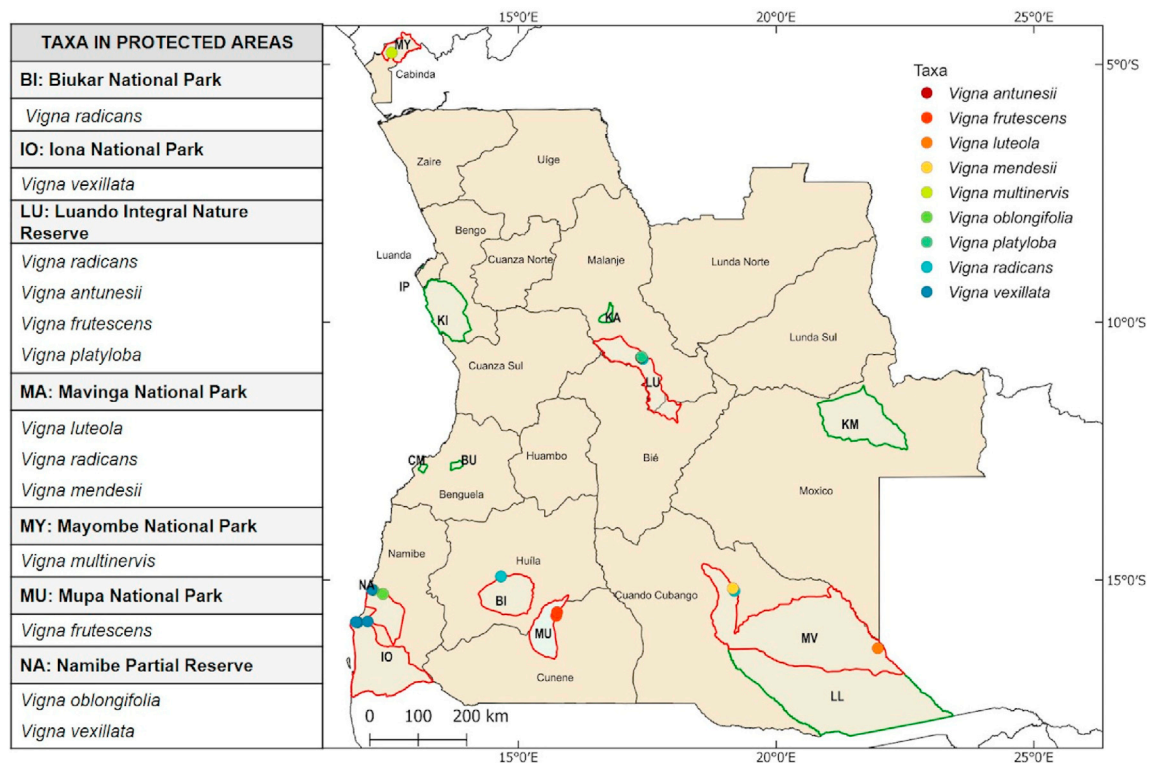 TAXA IN PROTECTED AREAS
BI: Biukar National Park
Vigna radicans
IO: Iona National Park
Vigna vexillata
LU: Luando Integral Nature
Reserve
Vigna radicans
Vigna antunesii
Vigna frutescens
Vigna platyloba
MA: Mavinga National Park
Vigna luteola
Vigna radicans
Vigna mendesii
MY: Mayombe National Park
Vigna multinervis
MU: Mupa National Park
Vigna frutescens
NA: Namibe Partial Reserve
Vigna oblongifolia
Vigna vexillata
15°0'E
20°0'E
25°0'E
MY
Cabinda
5°0'S
Taxa
Vigna antunesii
Vigna frutescens
Vigna luteola
Vigna mendesii
Vigna multinervis
Vigna oblongifolia
Vigna platyloba
Vigna radicans
Vigna vexillata
Zaire
Uíge
Bengo
Luanda
Cuanza Norte
Malanje
Lunda Norte
IP
KI
KA
10°0'S
Lunda Sul
Cuanza Sul
LU
KM
CM
BU
Huambo
Bié
Benguela
Moxico
Namibe
Huíla
NA
BI
Cuando Cubango
15°0'S
MU
MV
IO
Cunene
LL
0
100
200 km
15°0'E
20°0'E
25°0'E